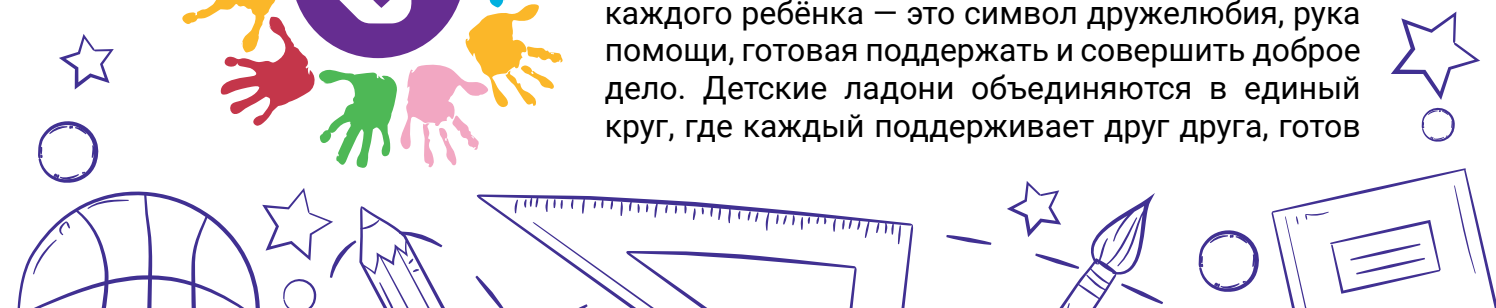 каждого ребёнка — это символ дружелюбия, рука
помощи, готовая поддержать и совершить доброе
дело. Детские ладони объединяются в единый
круг, где каждый поддерживает друг друга, готов